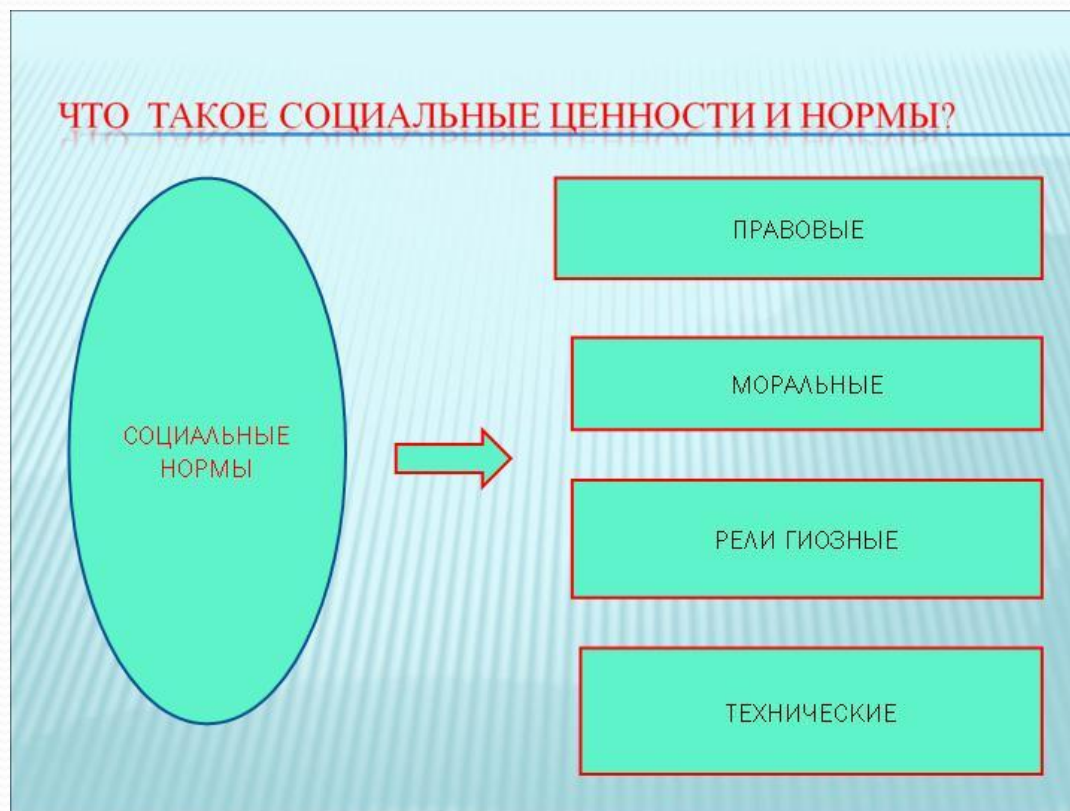 ЧТО ТАКОЕ СОЦИАЛЬНЫЕ ЦЕННОСТИ И НОРМЫ?
СОЦИАЛЬНЫЕ
НОРМЫ
ПРАВОВЫЕ
МОРАЛЬНЫЕ
РЕЛИ ГИОЗНЫЕ
ТЕХНИЧЕСКИЕ